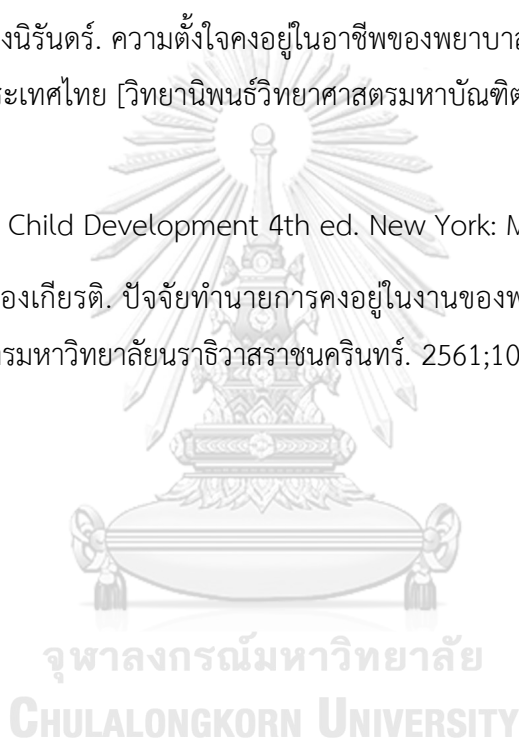 งนิรันดร์. ความตั้งใจคงอยู่ในอาชีพของพยาบาล
ระเทศไทย [วิทยานิพนธ์วิทยาศาสตรมหาบัณฑิต
Child Development 4th ed. New York: M
องเกียรติ. ปัจจัยทำนายการคงอยู่ในงานของพ
รมหาวิทยาลัยนราธิวาสราชนครินทร์. 2561;10
จุฬาลงกรณ์มหาวิทยาลัย
CHULALONGKORN UNIVERSITY